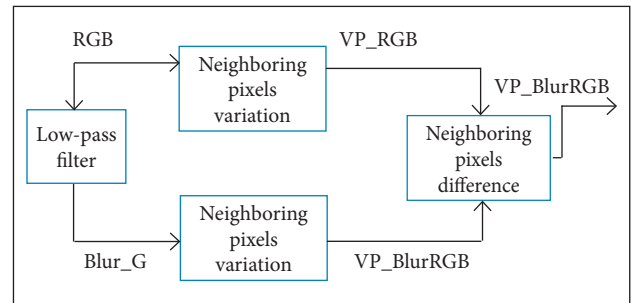 RGB
VP_RGB
Neighboring
pixels
variation
VP_BlurRGB
Low-pass
filter
Neighboring
pixels
difference
Neighboring
pixels
variation
Blur_G
VP_BlurRGB